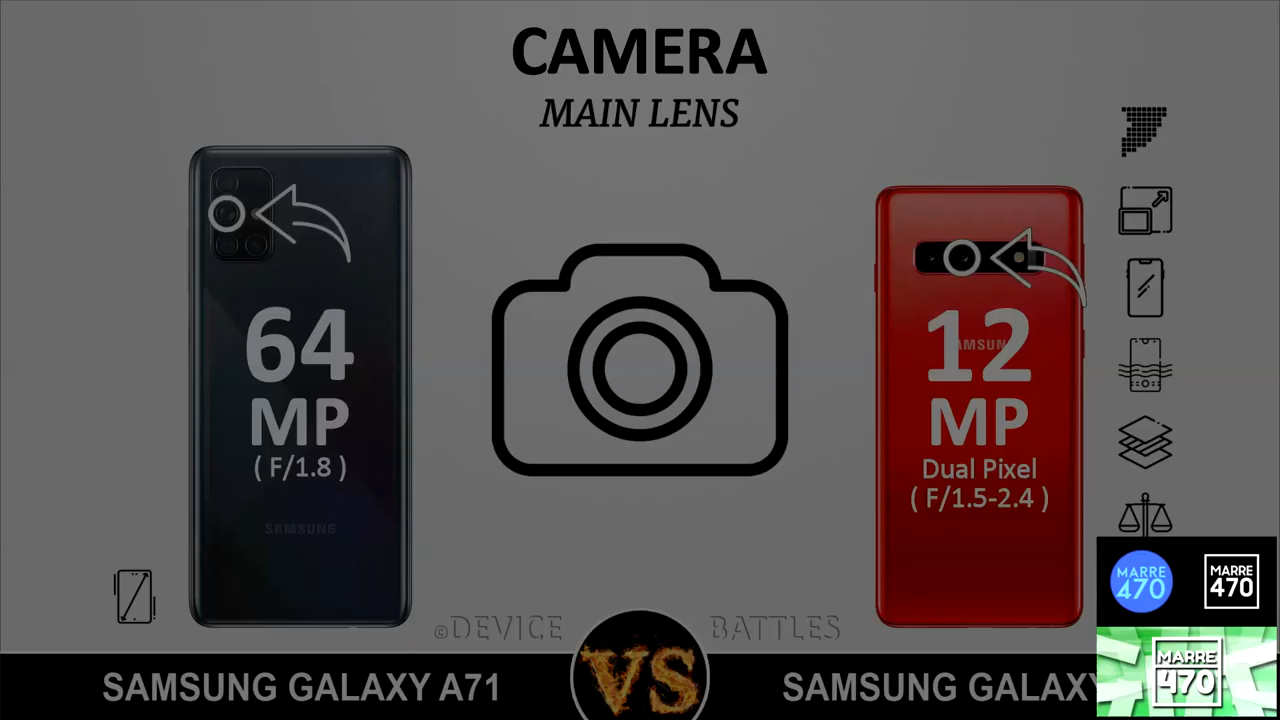 CAMERA
MAIN LENS
64
MP
( F/1.8 )
SAMSUNG
SAMSUNG
12
MP
Dual Pixel
( F/1.5-2.4 )
©DEVICE BATTLES
SAMSUNG GALAXY A71
VS
SAMSUNG GALAXY
MARRE
470
MARRE
470
MARRE
470